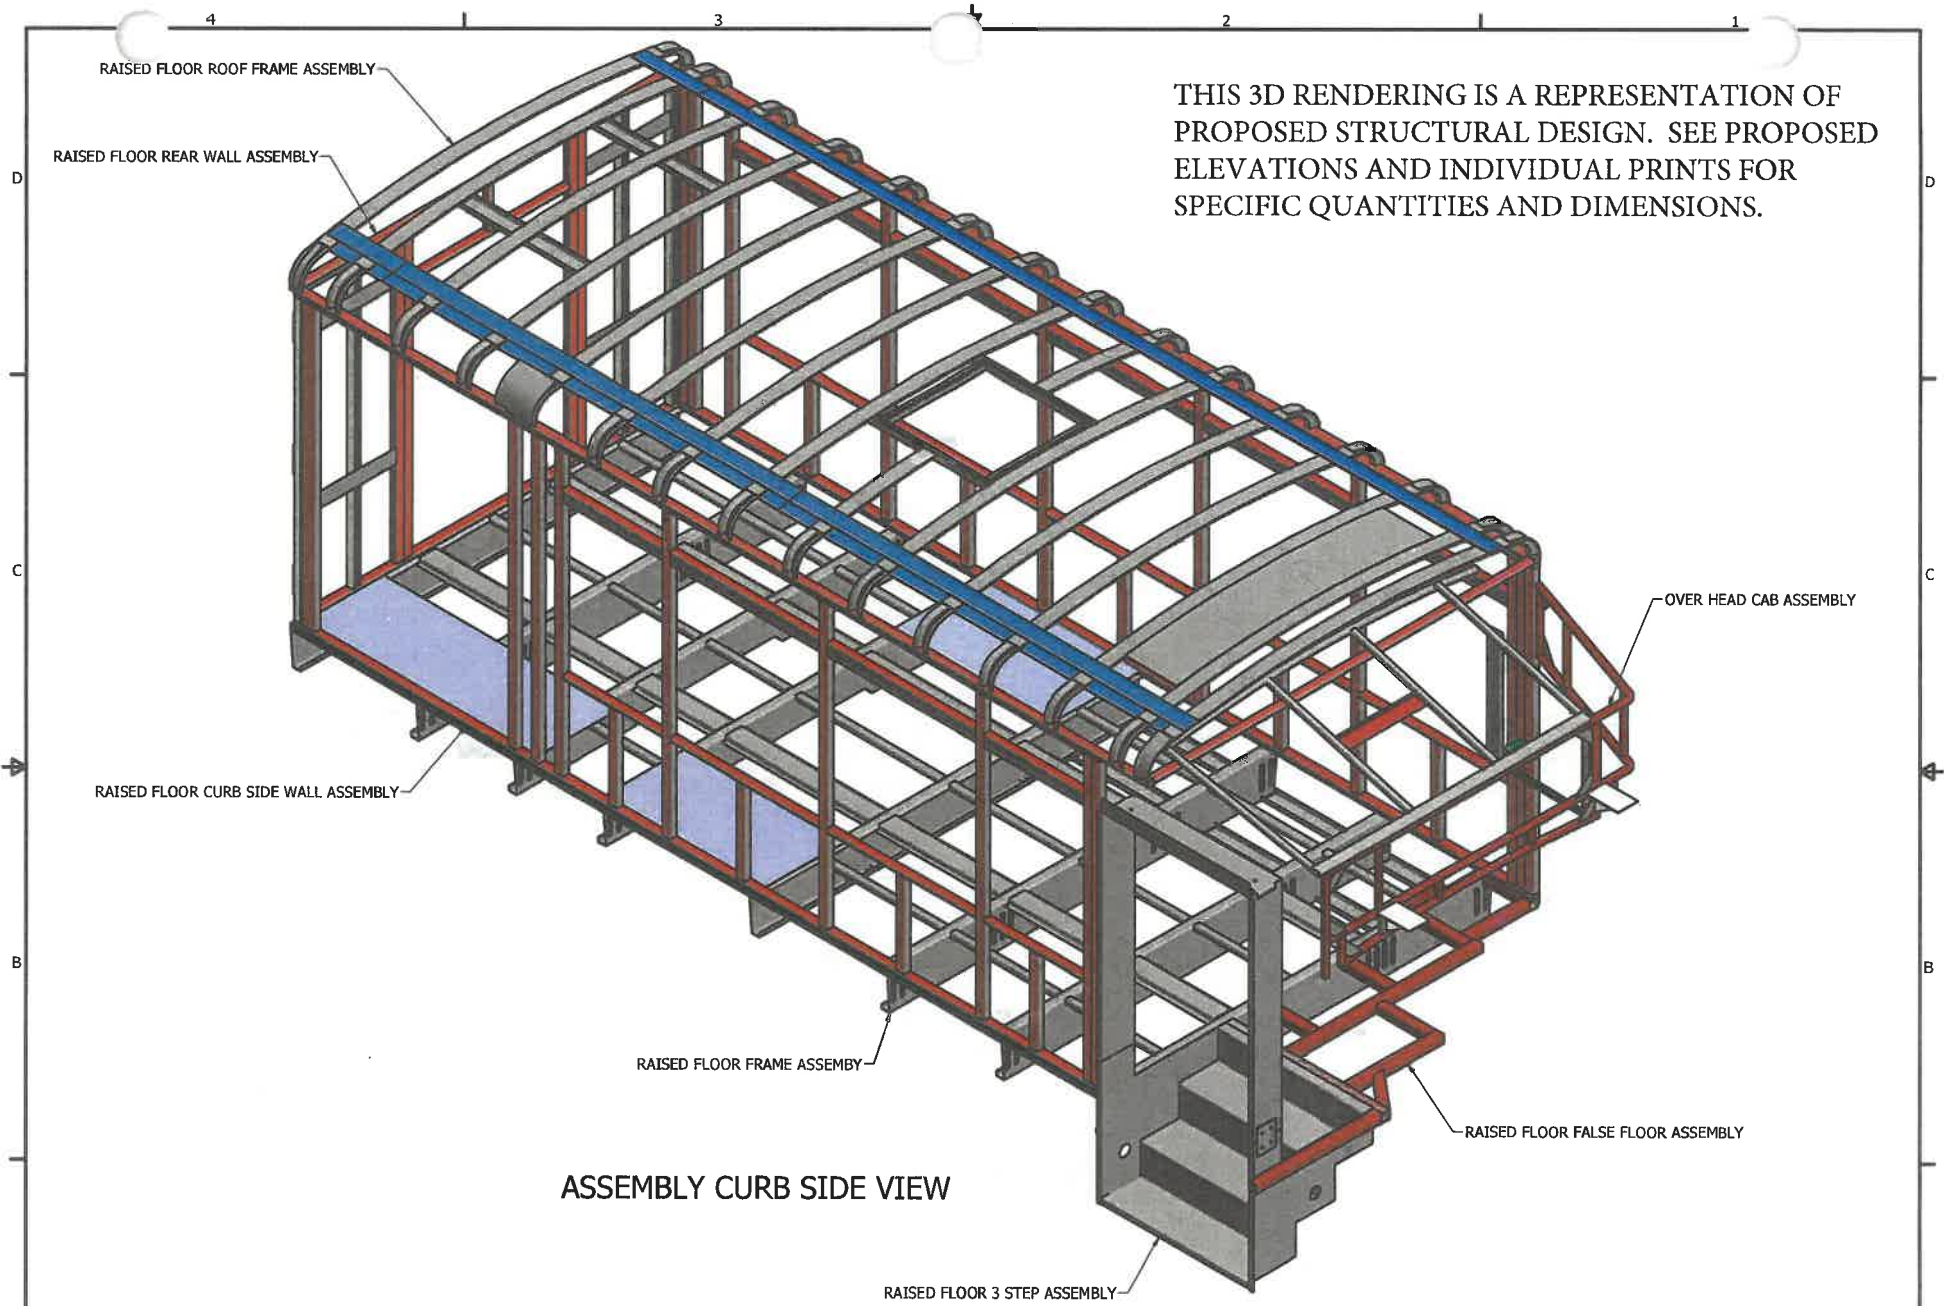 4 3 2 1
RAISED FLOOR ROOF FRAME ASSEMBLY
THIS 3D RENDERING IS A REPRESENTATION OF
PROPOSED STRUCTURAL DESIGN. SEE PROPOSED
ELEVATIONS AND INDIVIDUAL PRINTS FOR
SPECIFIC QUANTITIES AND DIMENSIONS.
RAISED FLOOR REAR WALL ASSEMBLY
D D
C C
OVER HEAD CAB ASSEMBLY
RAISED FLOOR CURB SIDE WALL ASSEMBLY
B B
RAISED FLOOR FRAME ASSEMBY
RAISED FLOOR FALSE FLOOR ASSEMBLY
ASSEMBLY CURB SIDE VIEW
RAISED FLOOR 3 STEP ASSEMBLY